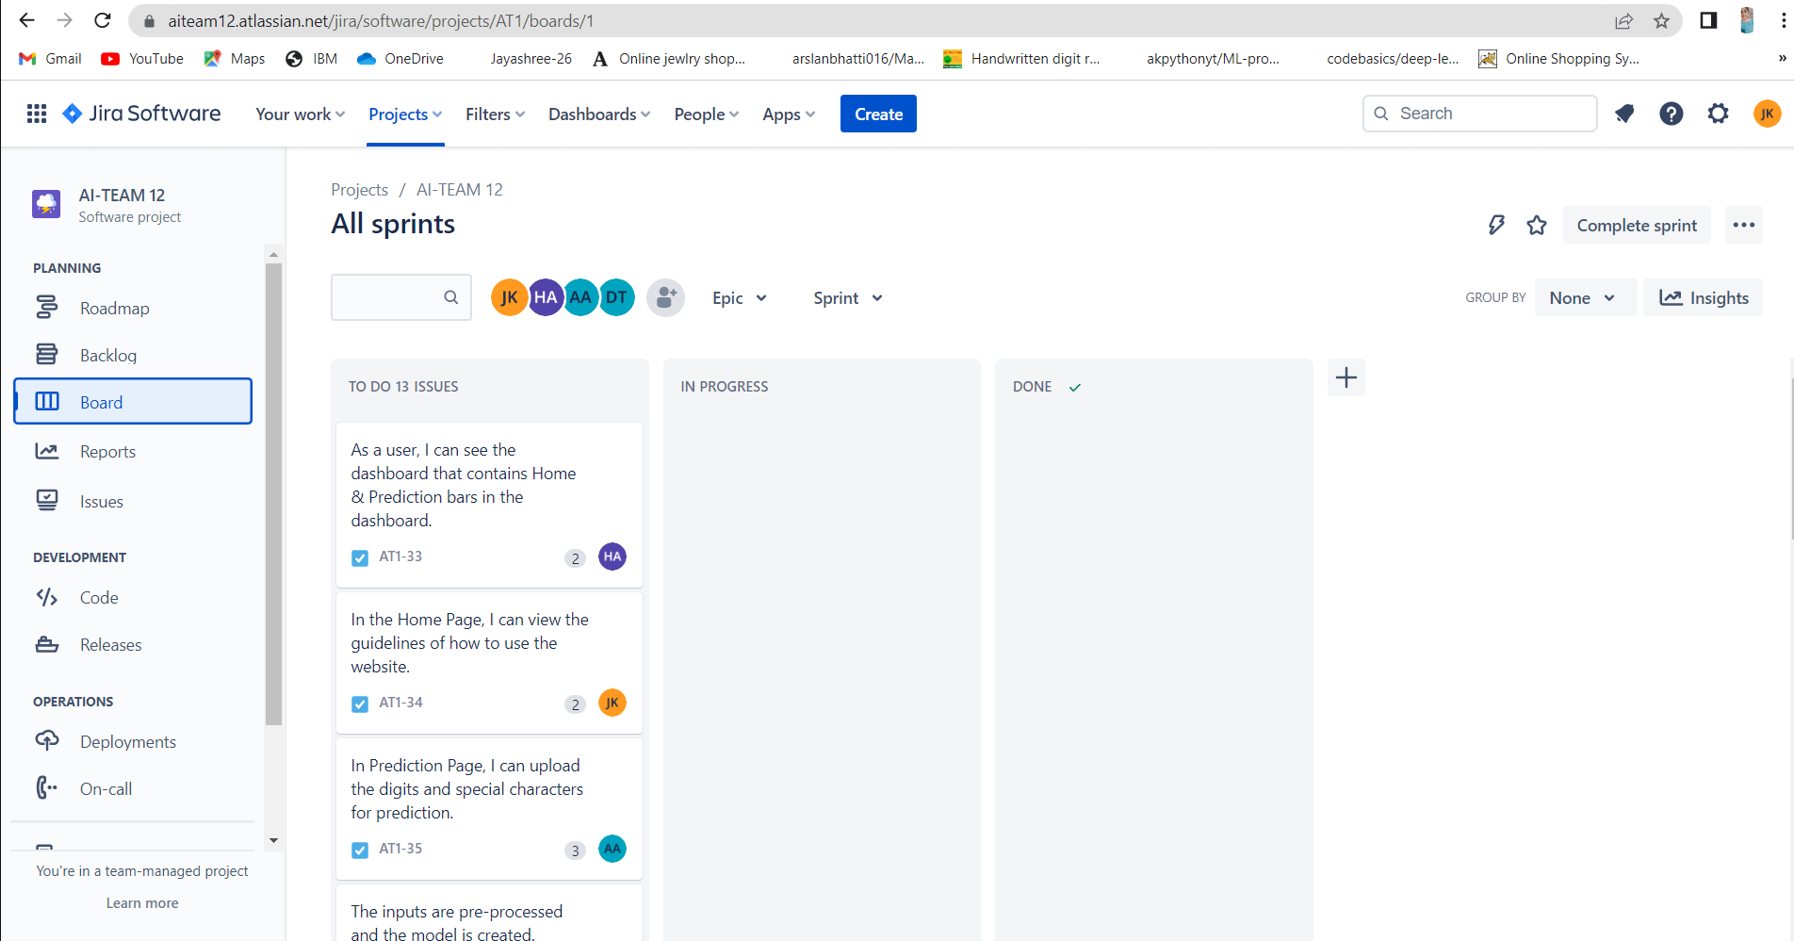 aiteam12.atlassian.net/jira/software/projects/AT1/boards/1
Gmail YouTube Maps IBM OneDrive Jayashree-26 A Online jewlry shop... arslanbhatti016/Ma... Handwritten digit r... akpythonyt/ML-pro... codebasics/deep-le... Online Shopping Sy... »
Jira Software Your work Projects Filters Dashboards People Apps Create Search ? JK
AI-TEAM 12
Software project
PLANNING
Roadmap
Backlog
Board
Reports
Issues
DEVELOPMENT
Code
Releases
OPERATIONS
Deployments
On-call
You're in a team-managed project
Learn more
Projects / AI-TEAM 12
All sprints
Complete sprint
JK HA AA DT Epic Sprint GROUP BY None Insights
TO DO 13 ISSUES
As a user, I can see the
dashboard that contains Home
& Prediction bars in the
dashboard.
AT1-33 2 HA
In the Home Page, I can view the
guidelines of how to use the
website.
AT1-34 2 JK
In Prediction Page, I can upload
the digits and special characters
for prediction.
AT1-35 3 AA
The inputs are pre-processed
and the model is created.
IN PROGRESS
DONE